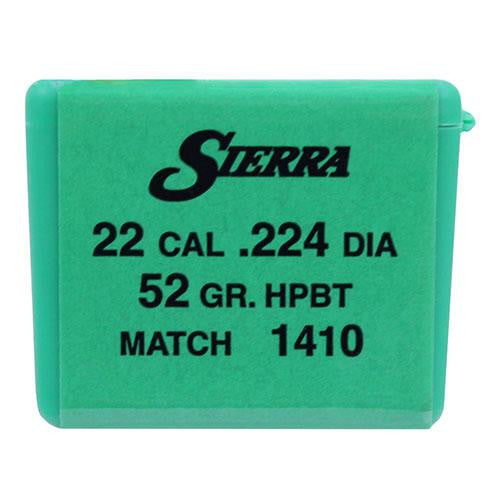 SIERRA
22 CAL .224 DIA
52 GR. HPBT
MATCH 1410